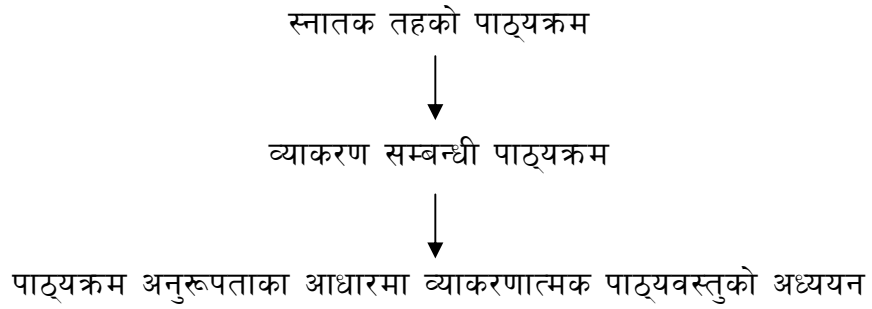 स्नातक तहको पाठ्यक्रम
व्याकरण सम्बन्धी पाठ्यक्रम
पाठ्यक्रम अनुरूपताका आधारमा व्याकरणात्मक पाठ्यवस्तुको अध्ययन